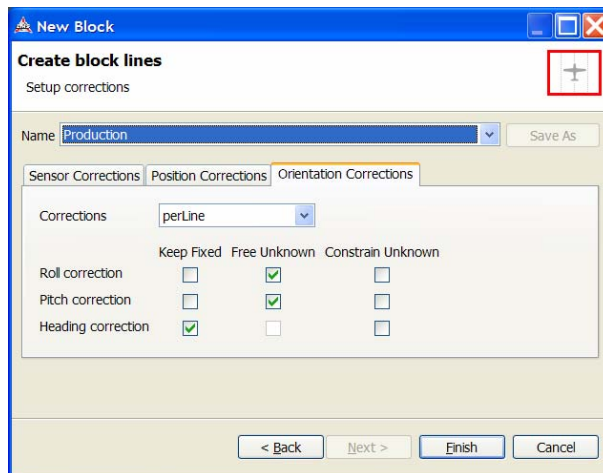 New Block
Create block lines
Setup corrections
Name Production Save As
Sensor Corrections Position Corrections Orientation Corrections
Corrections perLine
Keep Fixed Free Unknown Constrain Unknown
Roll correction
Pitch correction
Heading correction
< Back Next > Finish Cancel